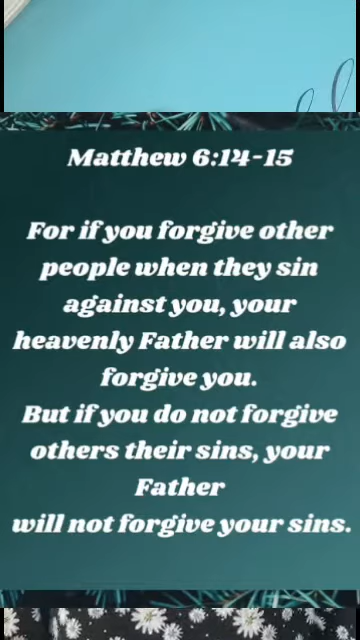 Matthew 6:14-15
For if you forgive other
people when they sin
against you, your
heavenly Father will also
forgive you.
But if you do not forgive
others their sins, your
Father
will not forgive your sins.